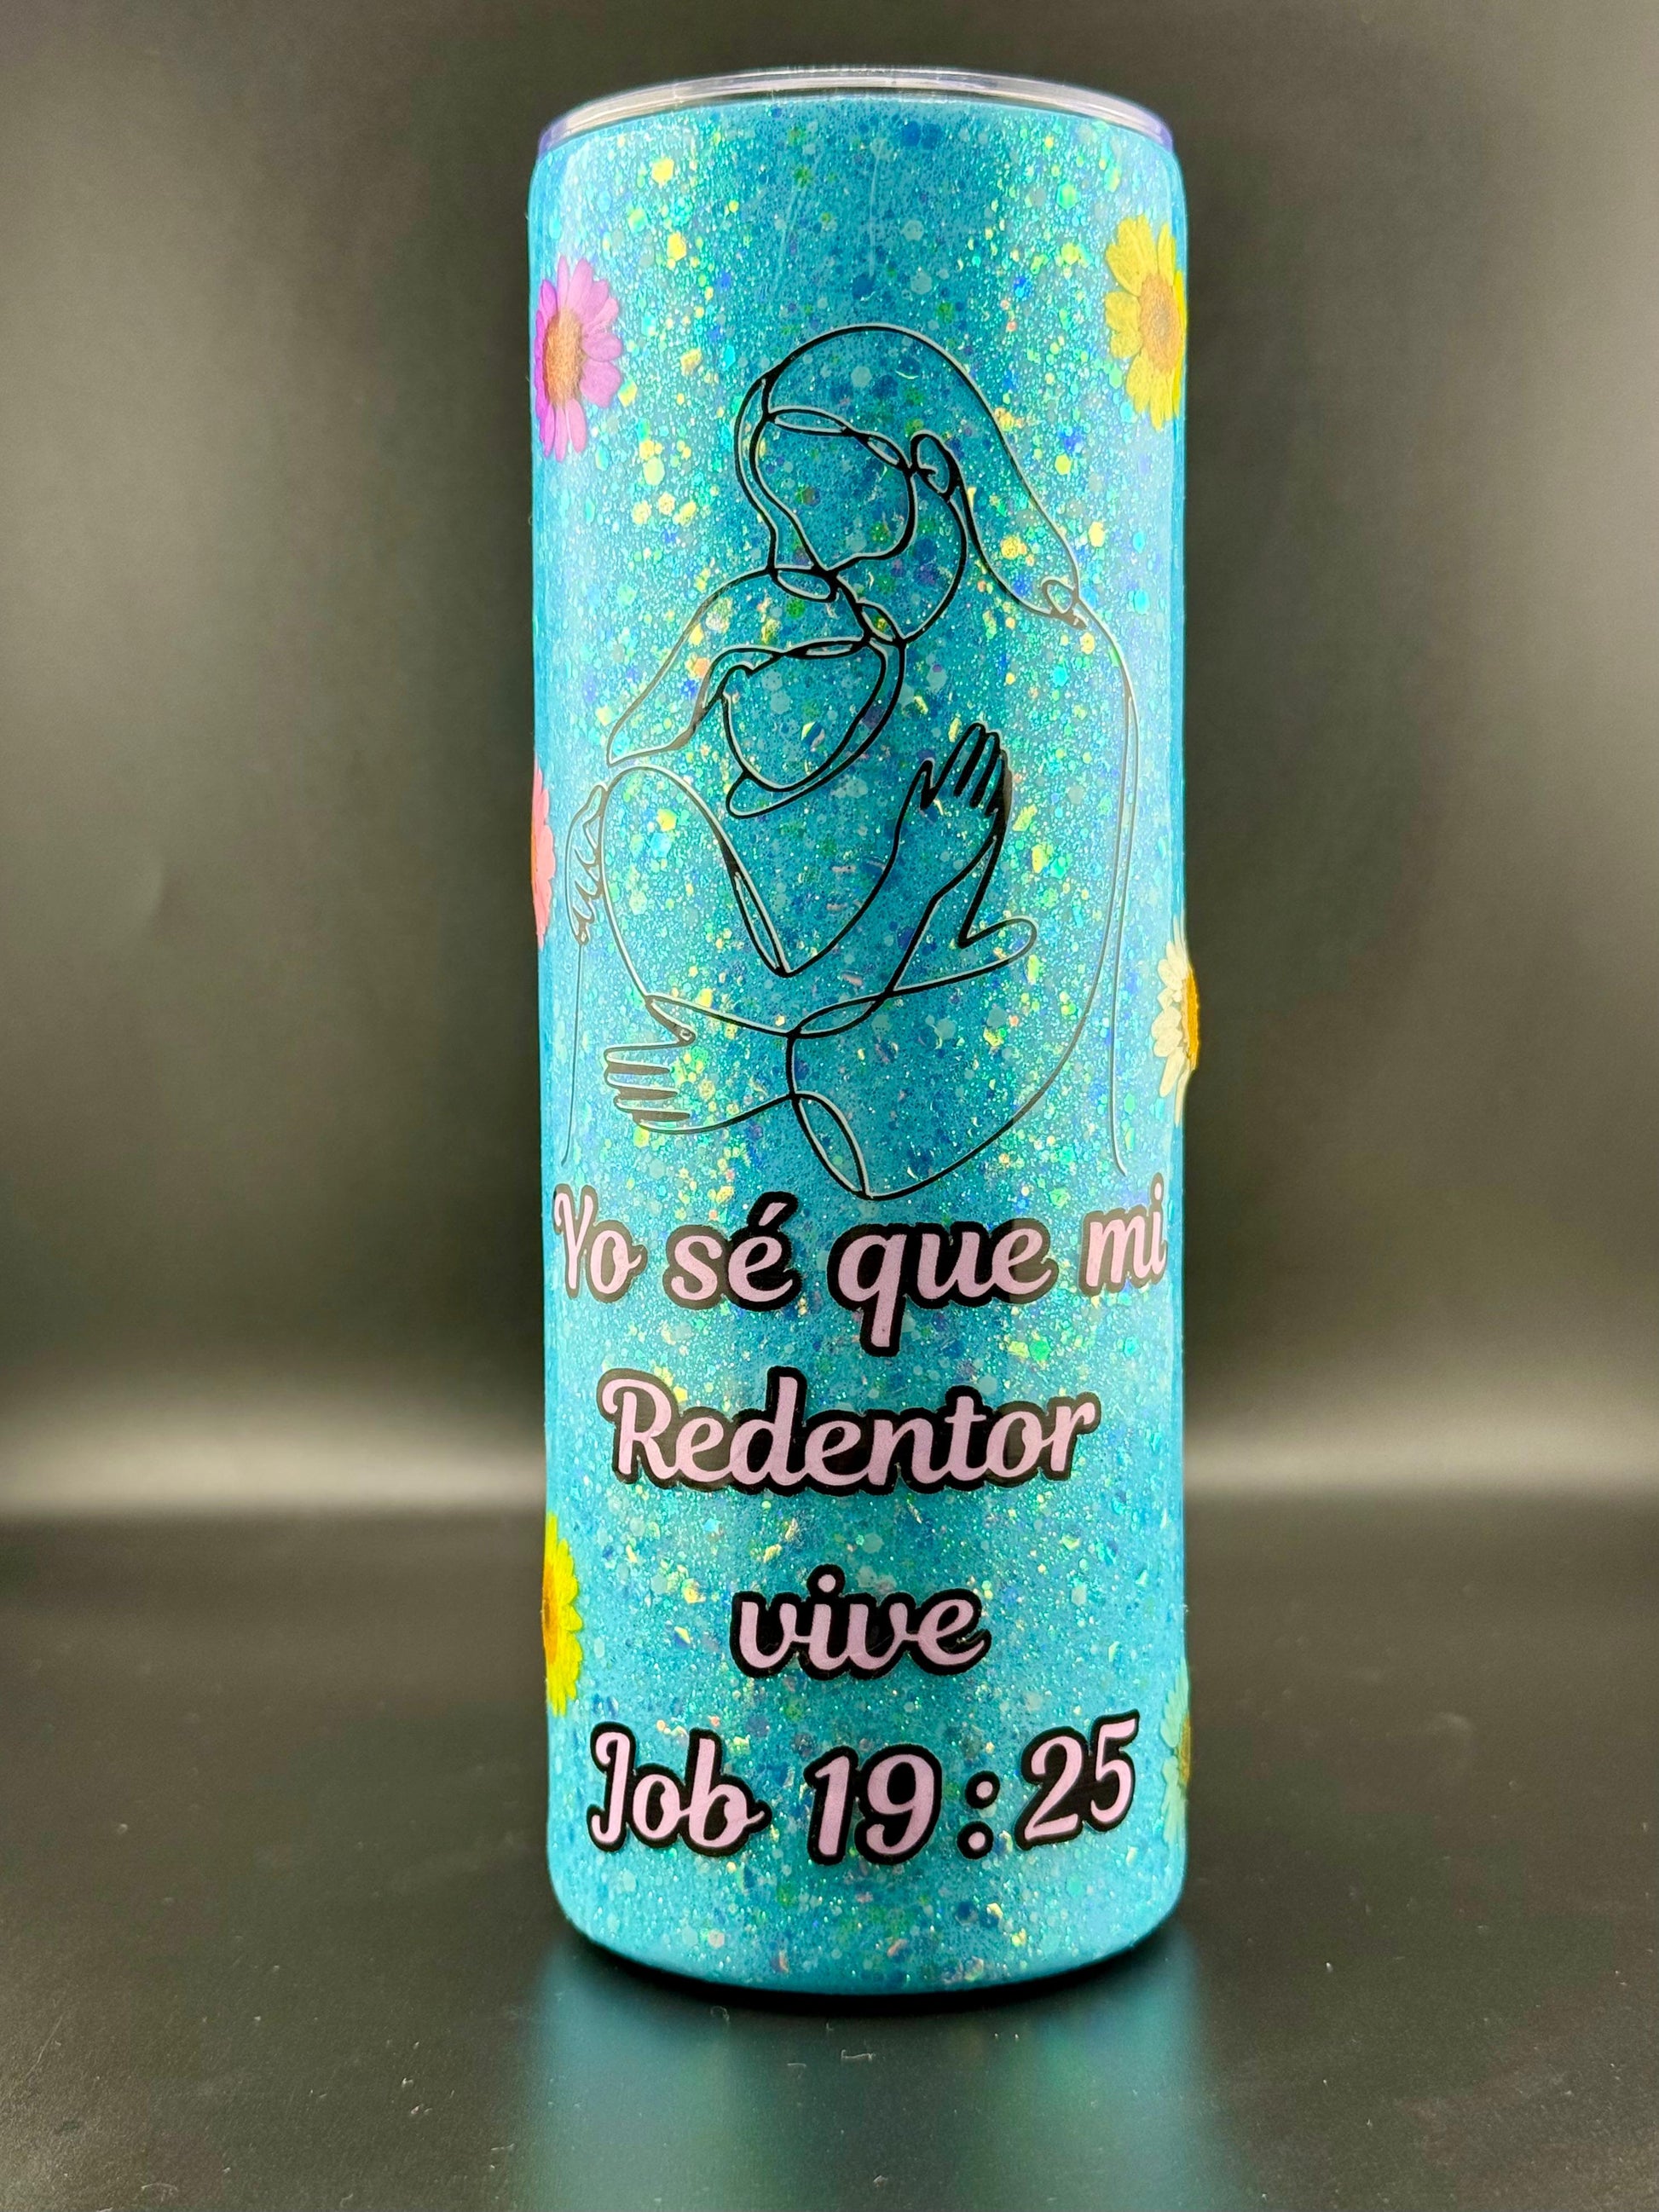 Yo sé que mi
Redentor
vive
Job 19:25